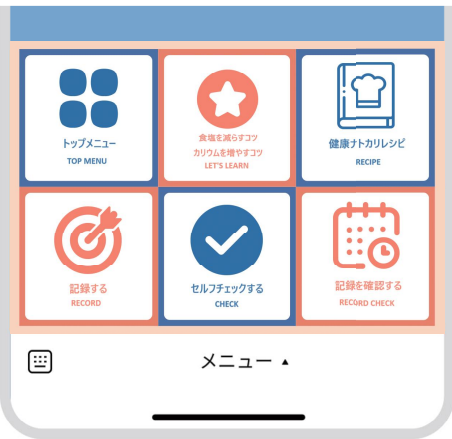 トップメニュー
TOP MENU
食塩を減らすコツ
カリウムを増やすコツ
LET'S LEARN
健康ナトカリレシピ
RECIPE
記録する
RECORD
セルフチェックする
CHECK
記録を確認する
RECORD CHECK
メニュー ▲